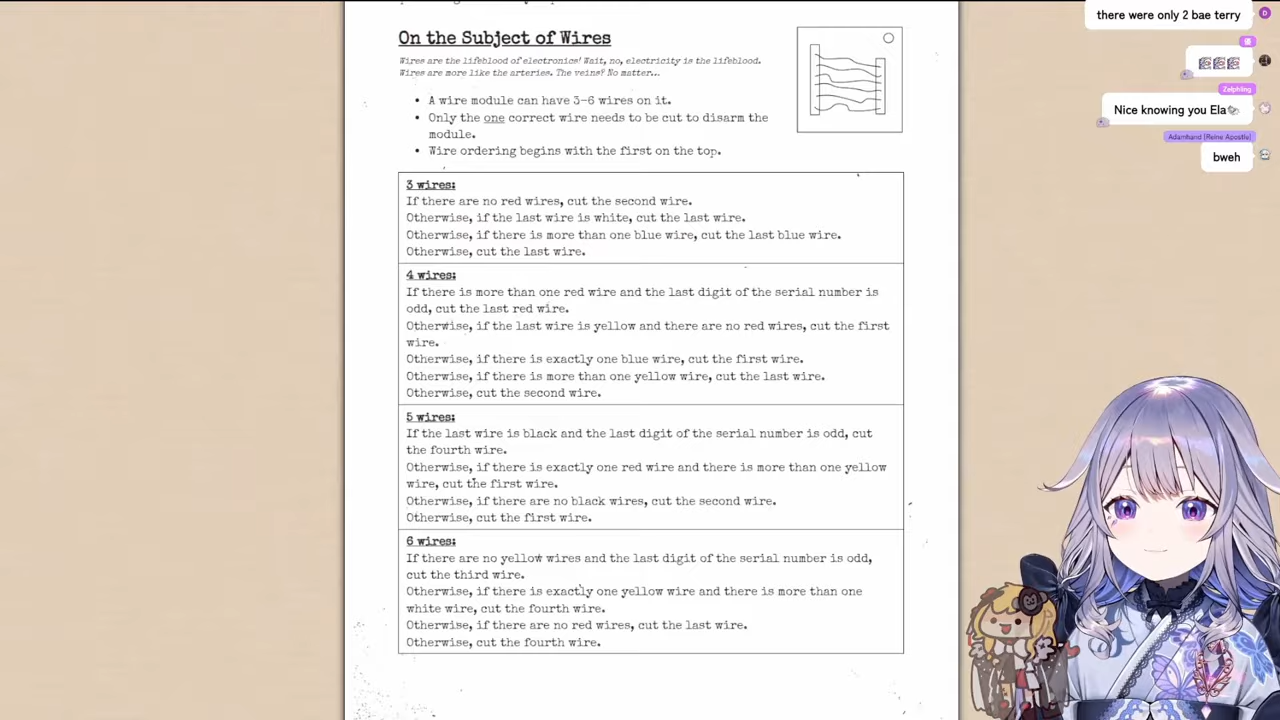 On the Subject of Wires
Wires are the lifeblood of electronics! Wait, no, electricity is the lifeblood.
Wires are more like the arteries. The veins? No matter...
• A wire module can have 3-6 wires on it.
• Only the one correct wire needs to be cut to disarm the
module.
• Wire ordering begins with the first on the top.
3 wires:
If there are no red wires, cut the second wire.
Otherwise, if the last wire is white, cut the last wire.
Otherwise, if there is more than one blue wire, cut the last blue wire.
Otherwise, cut the last wire.
4 wires:
If there is more than one red wire and the last digit of the serial number is
odd, cut the last red wire.
Otherwise, if the last wire is yellow and there are no red wires, cut the first
wire.
Otherwise, if there is exactly one blue wire, cut the first wire.
Otherwise, if there is more than one yellow wire, cut the last wire.
Otherwise, cut the second wire.
5 wires:
If the last wire is black and the last digit of the serial number is odd, cut
the fourth wire.
Otherwise, if there is exactly one red wire and there is more than one yellow
wire, cut the first wire.
Otherwise, if there are no black wires, cut the second wire.
Otherwise, cut the first wire.
6 wires:
If there are no yellow wires and the last digit of the serial number is odd,
cut the third wire.
Otherwise, if there is exactly one yellow wire and there is more than one
white wire, cut the fourth wire.
Otherwise, if there are no red wires, cut the last wire.
Otherwise, cut the fourth wire.
there were only 2 bae terry
Zelphling
Nice knowing you Ela
Adamhand [Reine Apostle]
bweh